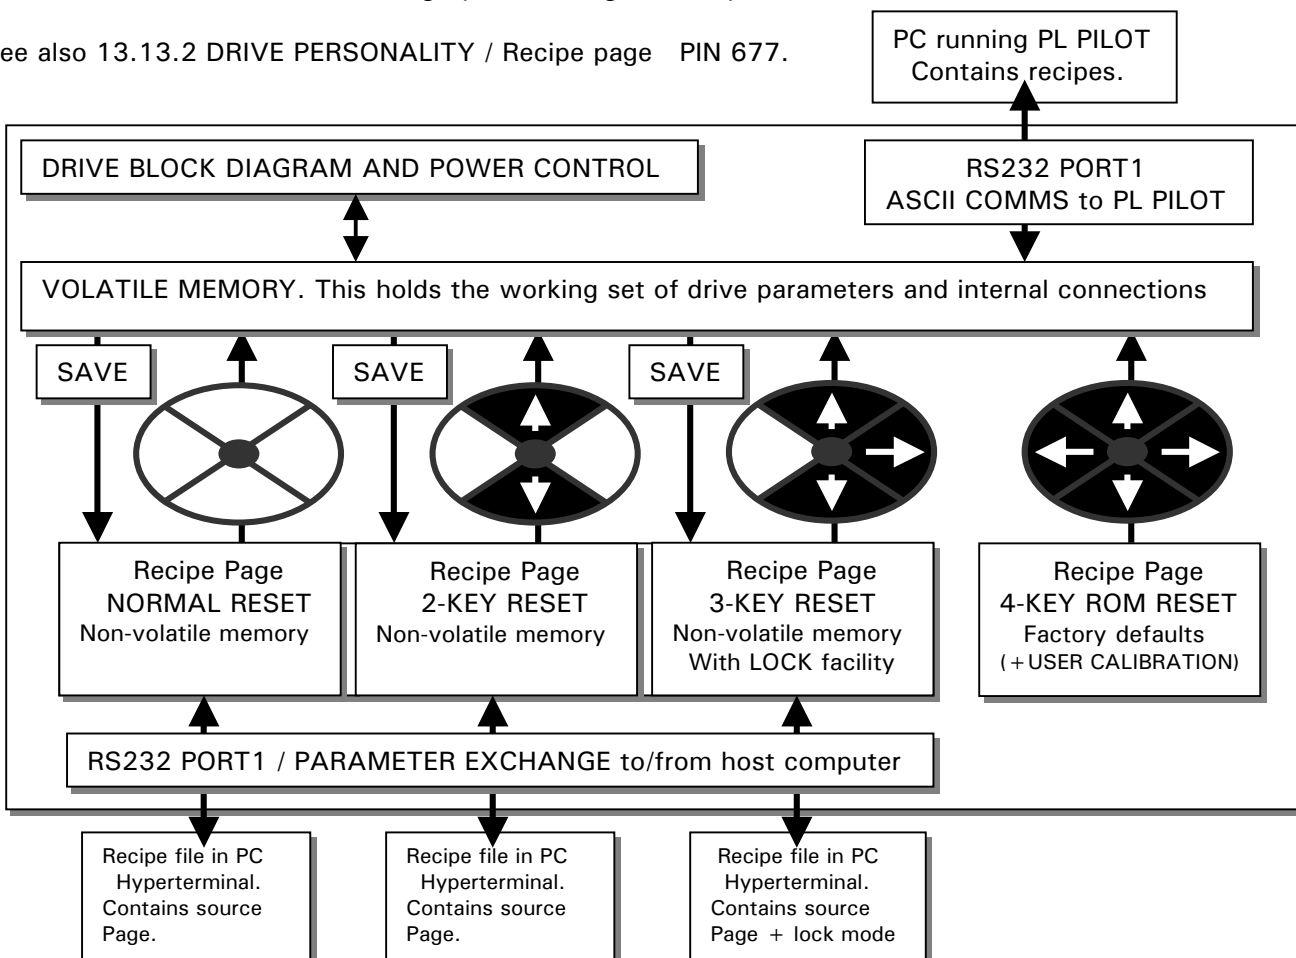 ee also 13.13.2 DRIVE PERSONALITY / Recipe page PIN 677.
PC running PL PILOT
Contains recipes.
DRIVE BLOCK DIAGRAM AND POWER CONTROL
RS232 PORT1
ASCII COMMS to PL PILOT
VOLATILE MEMORY. This holds the working set of drive parameters and internal connections
SAVE
SAVE
SAVE
Recipe Page
NORMAL RESET
Non-volatile memory
Recipe Page
2-KEY RESET
Non-volatile memory
Recipe Page
3-KEY RESET
Non-volatile memory
With LOCK facility
Recipe Page
4-KEY ROM RESET
Factory defaults
(+USER CALIBRATION)
RS232 PORT1 / PARAMETER EXCHANGE to/from host computer
Recipe file in PC
Hyperterminal.
Contains source
Page.
Recipe file in PC
Hyperterminal.
Contains source
Page.
Recipe file in PC
Hyperterminal.
Contains source
Page + lock mode